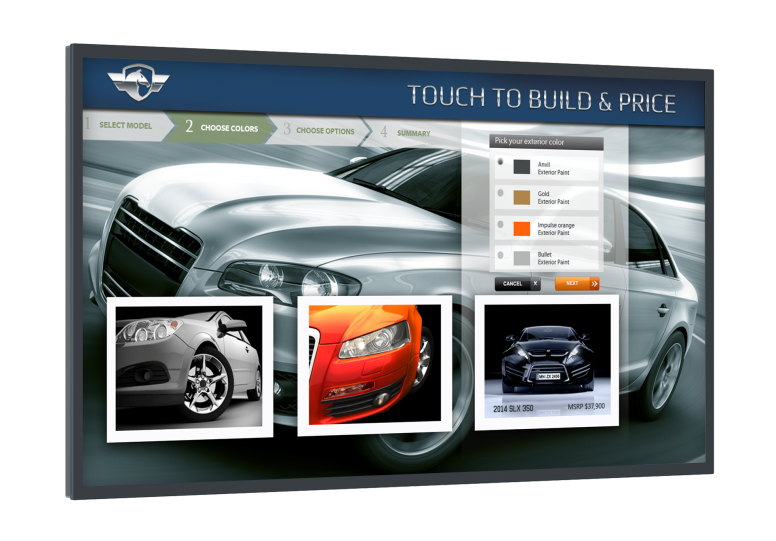 TOUCH TO BUILD & PRICE
1 SELECT MODEL
2 CHOOSE COLORS
3 CHOOSE OPTIONS
4 SUMMARY
Pick your exterior color
Anvil
Exterior Paint
Gold
Exterior Paint
Impulse orange
Exterior Paint
Bullet
Exterior Paint
CANCEL X
NEXT
2014 SLX 350
MSRP $37,900